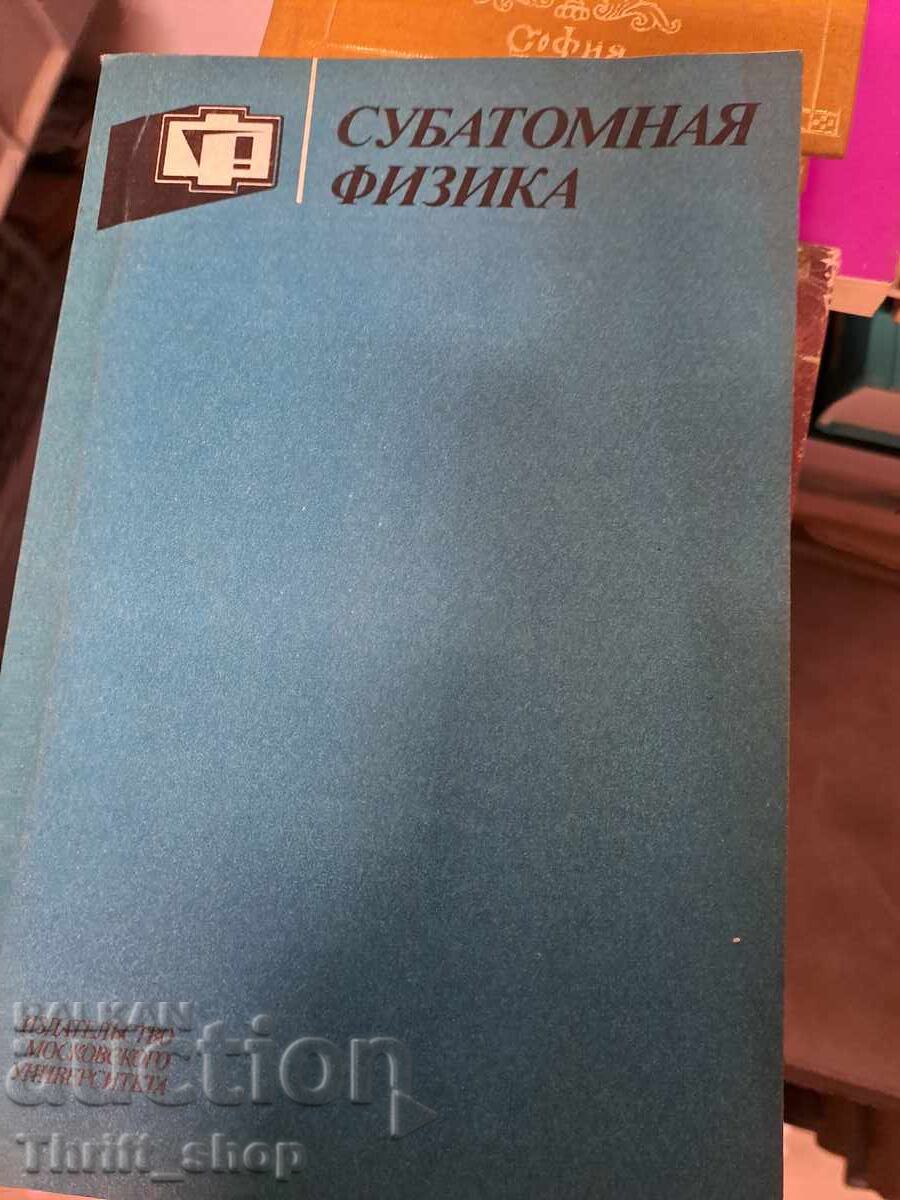 София
СУБАТОМНАЯ
ФИЗИКА
ИЗДАТЕЛЬСТВО
МОСКОВСКОГО
УНИВЕРСИТЕТА
BALKAN
auction
Thrift_shop